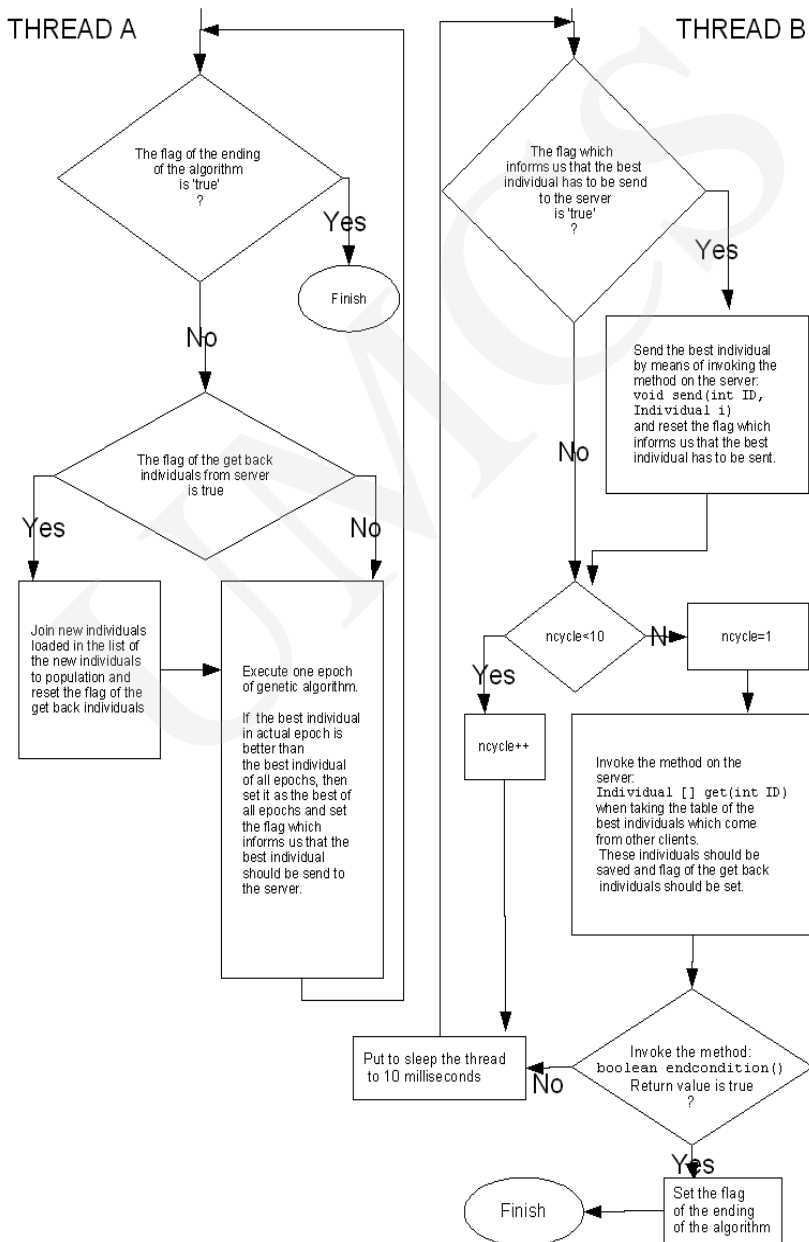 THREAD A
The flag of the ending
of the algorithm
is 'true'
?
Yes
Finish
No
The flag of the get back
individuals from server
is true
Yes
No
Join new individuals
loaded in the list of
the new individuals
to population and
reset the flag of the
get back individuals
Execute one epoch
of genetic algorithm.
If the best individual
in actual epoch is
better than
the best individual
of all epochs, then
set it as the best of
all epochs and set
the flag which
informs us that the
best individual
should be send to
the server.
THREAD B
The flag which
informs us that the best
individual has to be send
to the server
is 'true'
?
Yes
Send the best individual
by means of invoking the
method on the server:
void send(int ID,
Individual i)
and reset the flag which
informs us that the best
individual has to be sent.
No
ncycle<10
N
ncycle=1
Yes
ncycle++
Invoke the method on the
server:
Individual [] get(int ID)
when taking the table of the
best individuals which come
from other clients.
These individuals should be
saved and flag of the get back
individuals should be set.
Put to sleep the thread
to 10 milliseconds
No
Invoke the method:
boolean endcondition()
Return value is true
?
Yes
Set the flag
of the ending
of the algorithm
Finish
UMCS